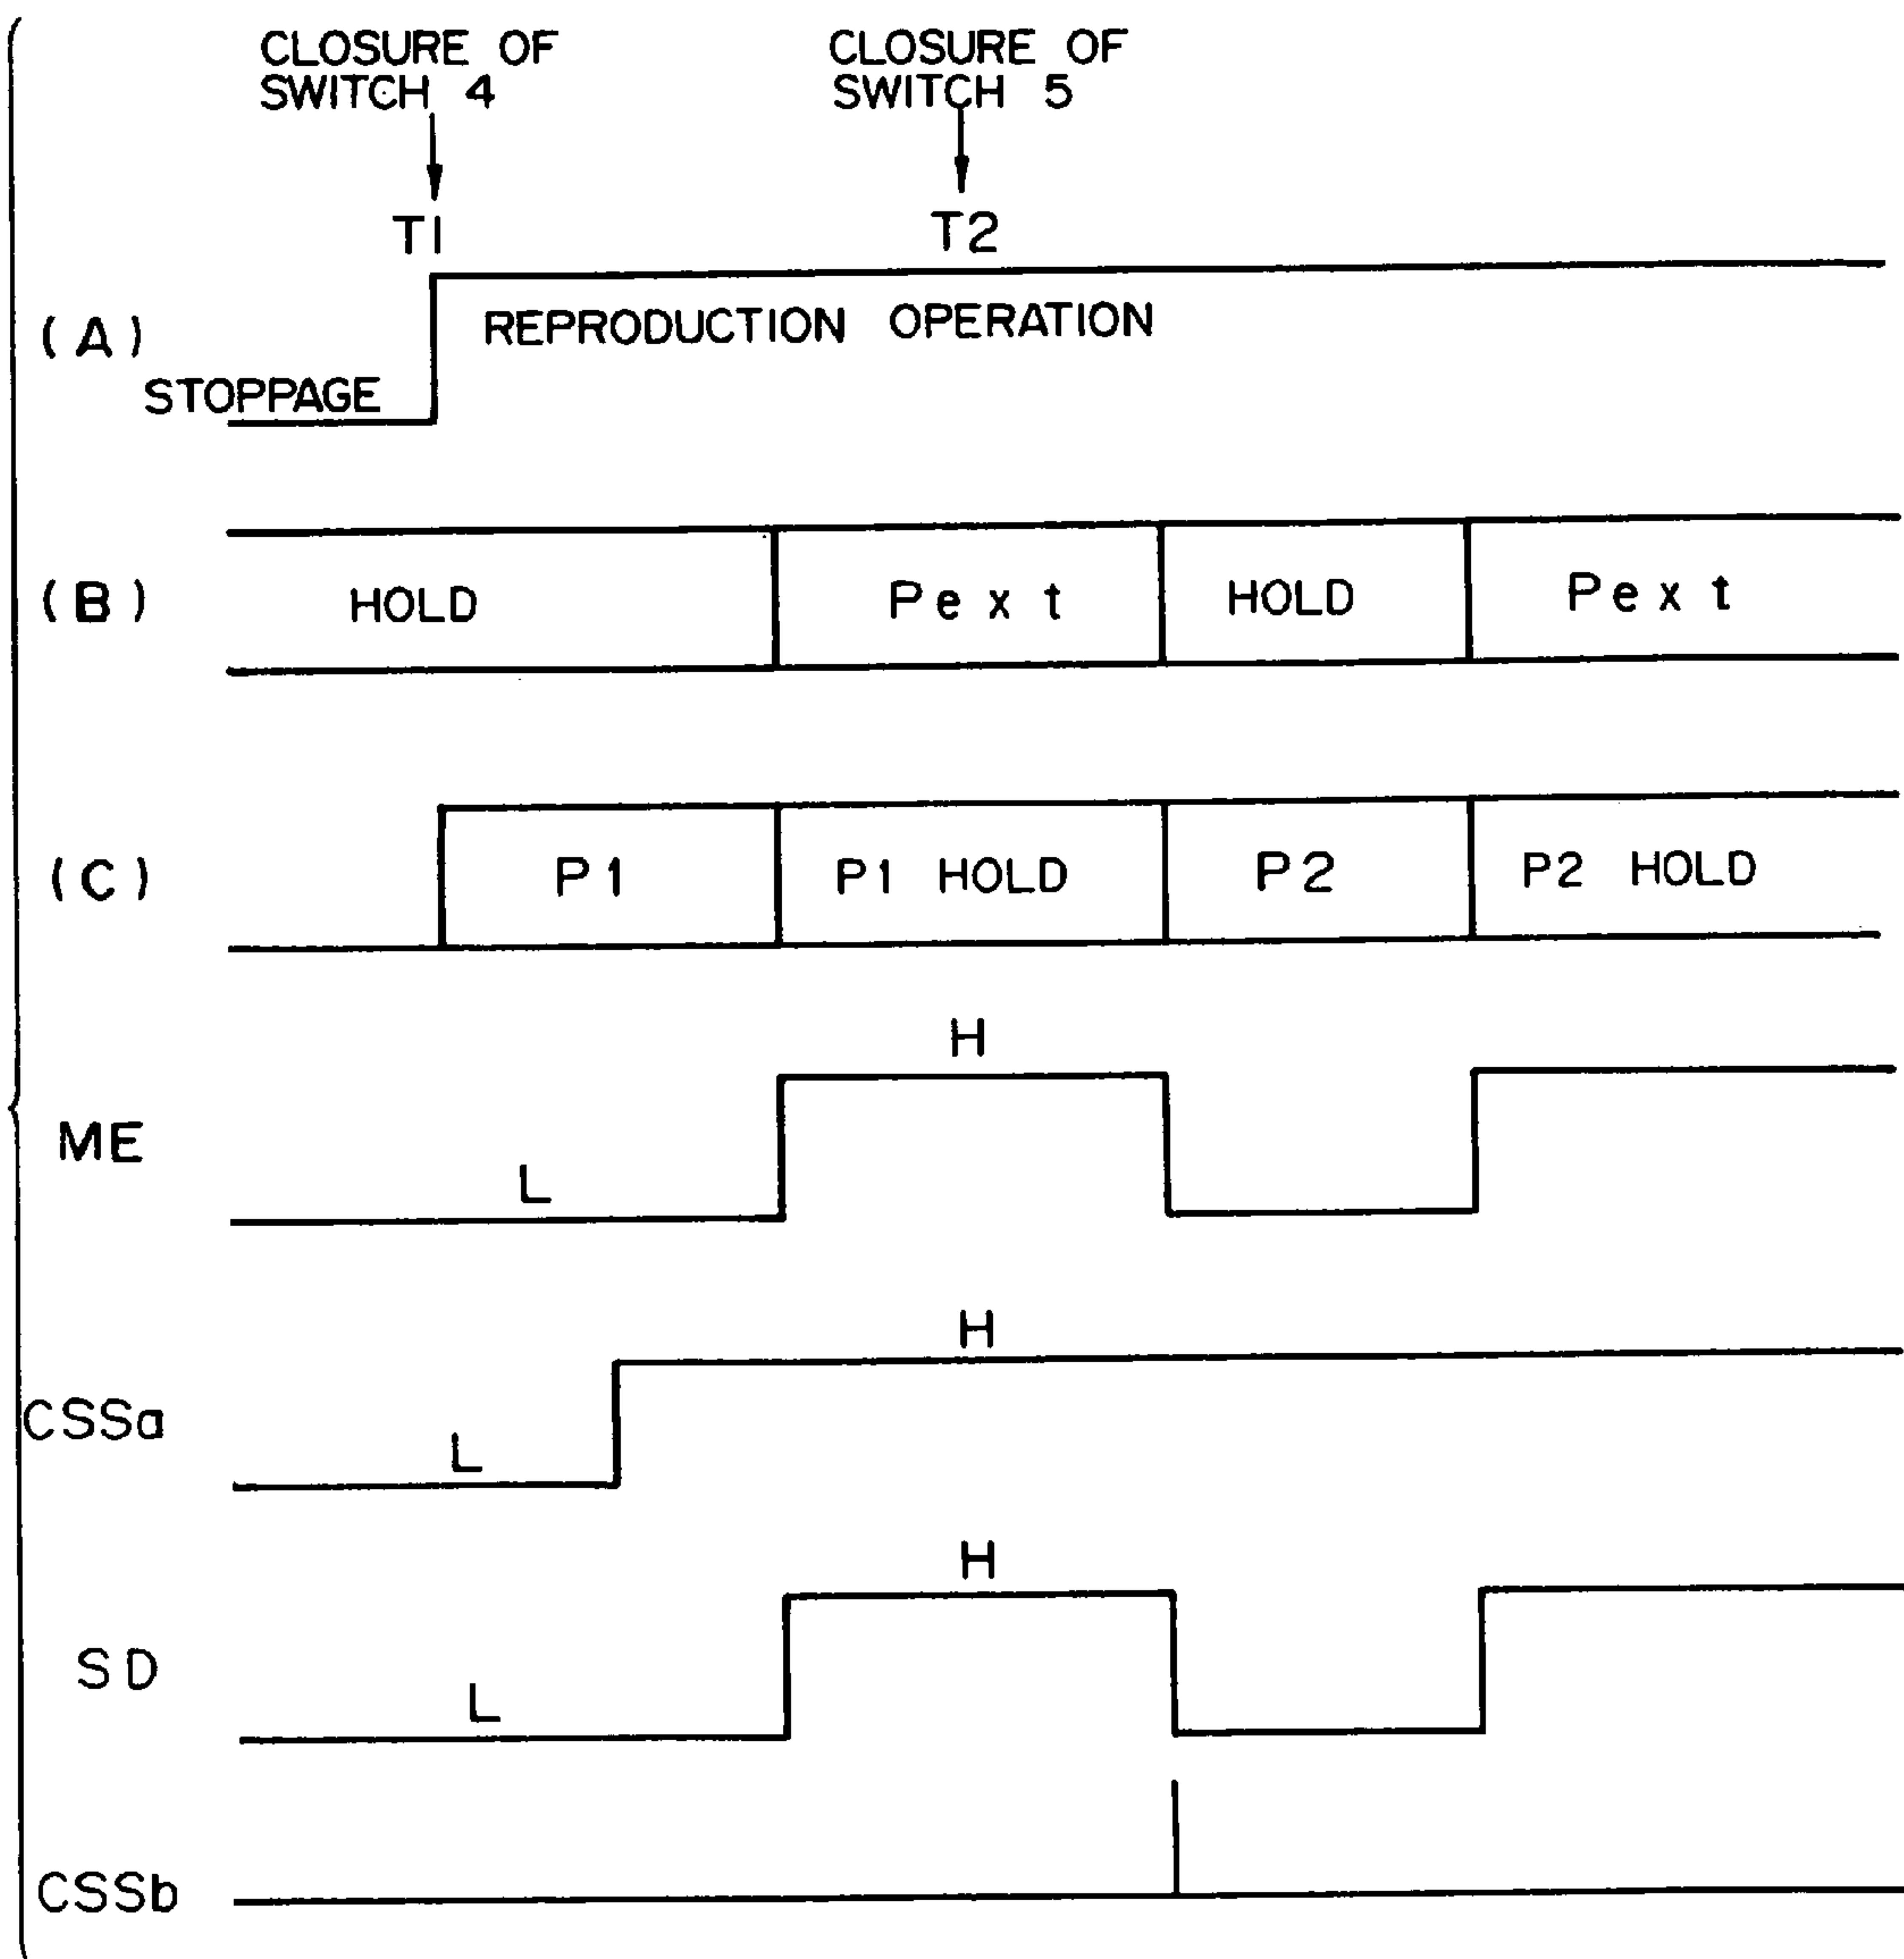 CLOSURE OF
SWITCH 4
CLOSURE OF
SWITCH 5
T1
T2
(A)
REPRODUCTION OPERATION
STOPPAGE
(B)
HOLD
Pext
HOLD
Pext
(C)
P1
P1 HOLD
P2
P2 HOLD
ME
L
H
CSSa
L
H
SD
L
H
CSSb